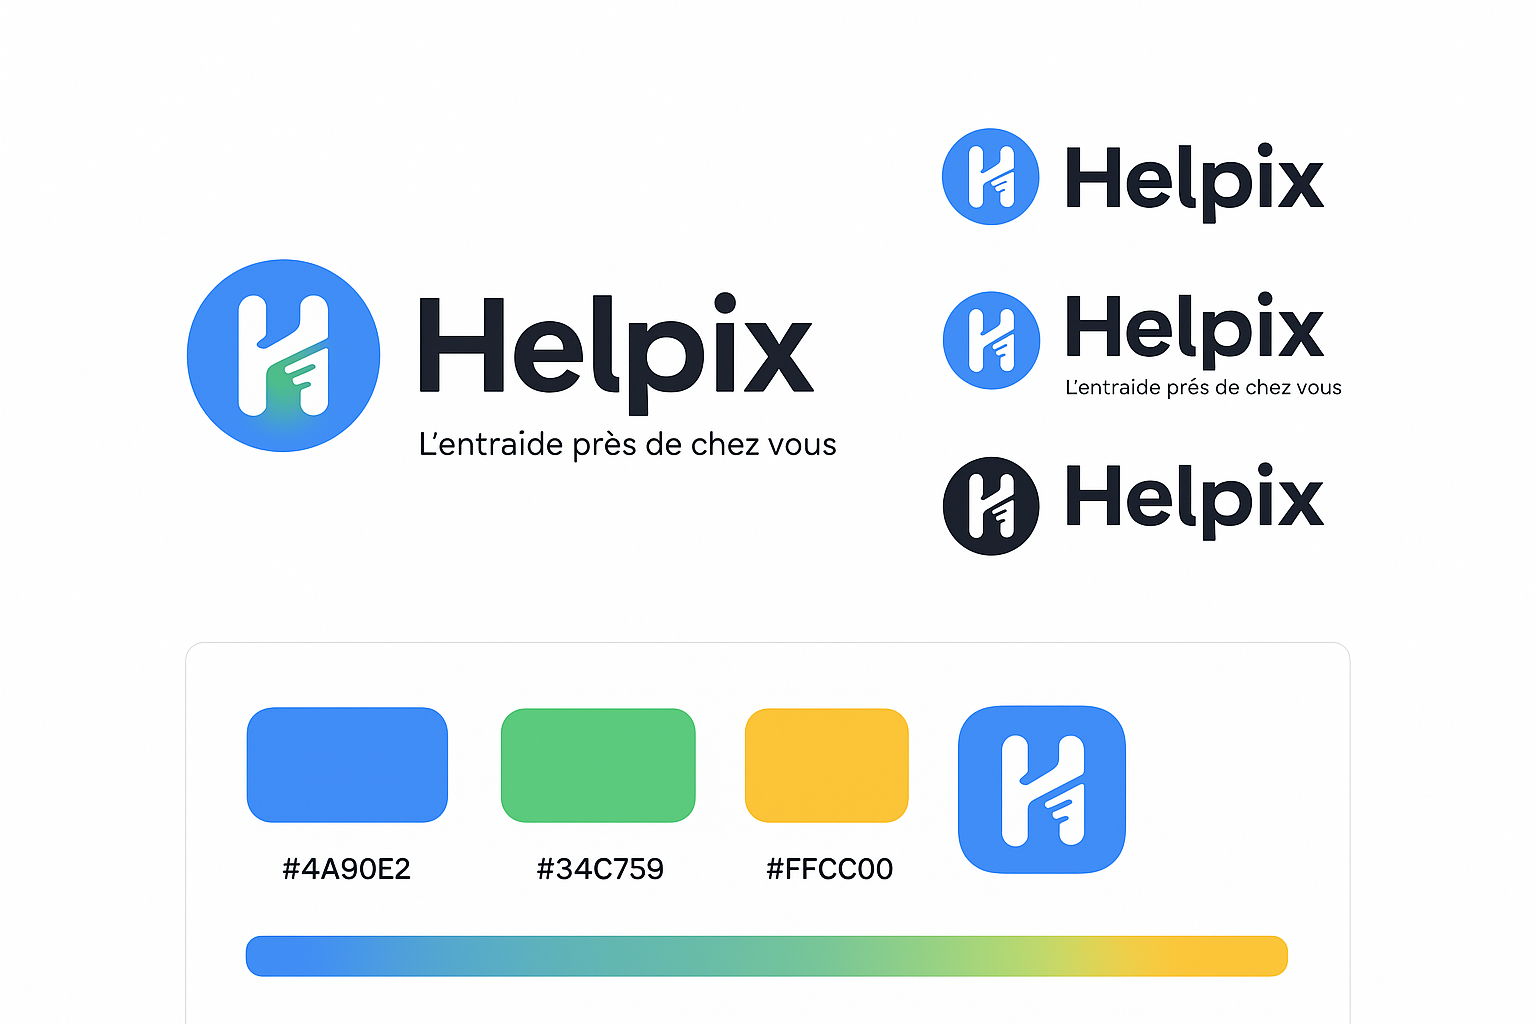 Helpix
L'entraide près de chez vous
Helpix
Helpix
L'entraide prés de chez vous
Helpix
#4A90E2
#34C759
#FFCC00